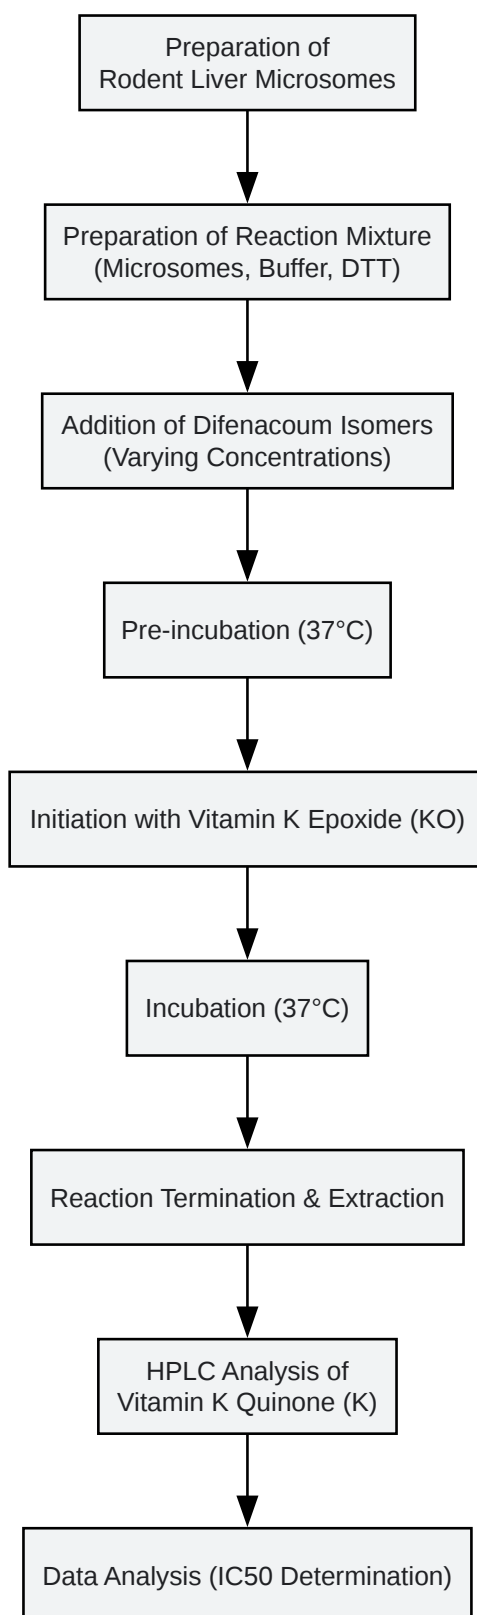 Preparation of
Rodent Liver Microsomes
Preparation of Reaction Mixture
(Microsomes, Buffer, DTT)
Addition of Difenacoum Isomers
(Varying Concentrations)
Pre-incubation (37°C)
Initiation with Vitamin K Epoxide (KO)
Incubation (37°C)
Reaction Termination & Extraction
HPLC Analysis of
Vitamin K Quinone (K)
Data Analysis (IC50 Determination)